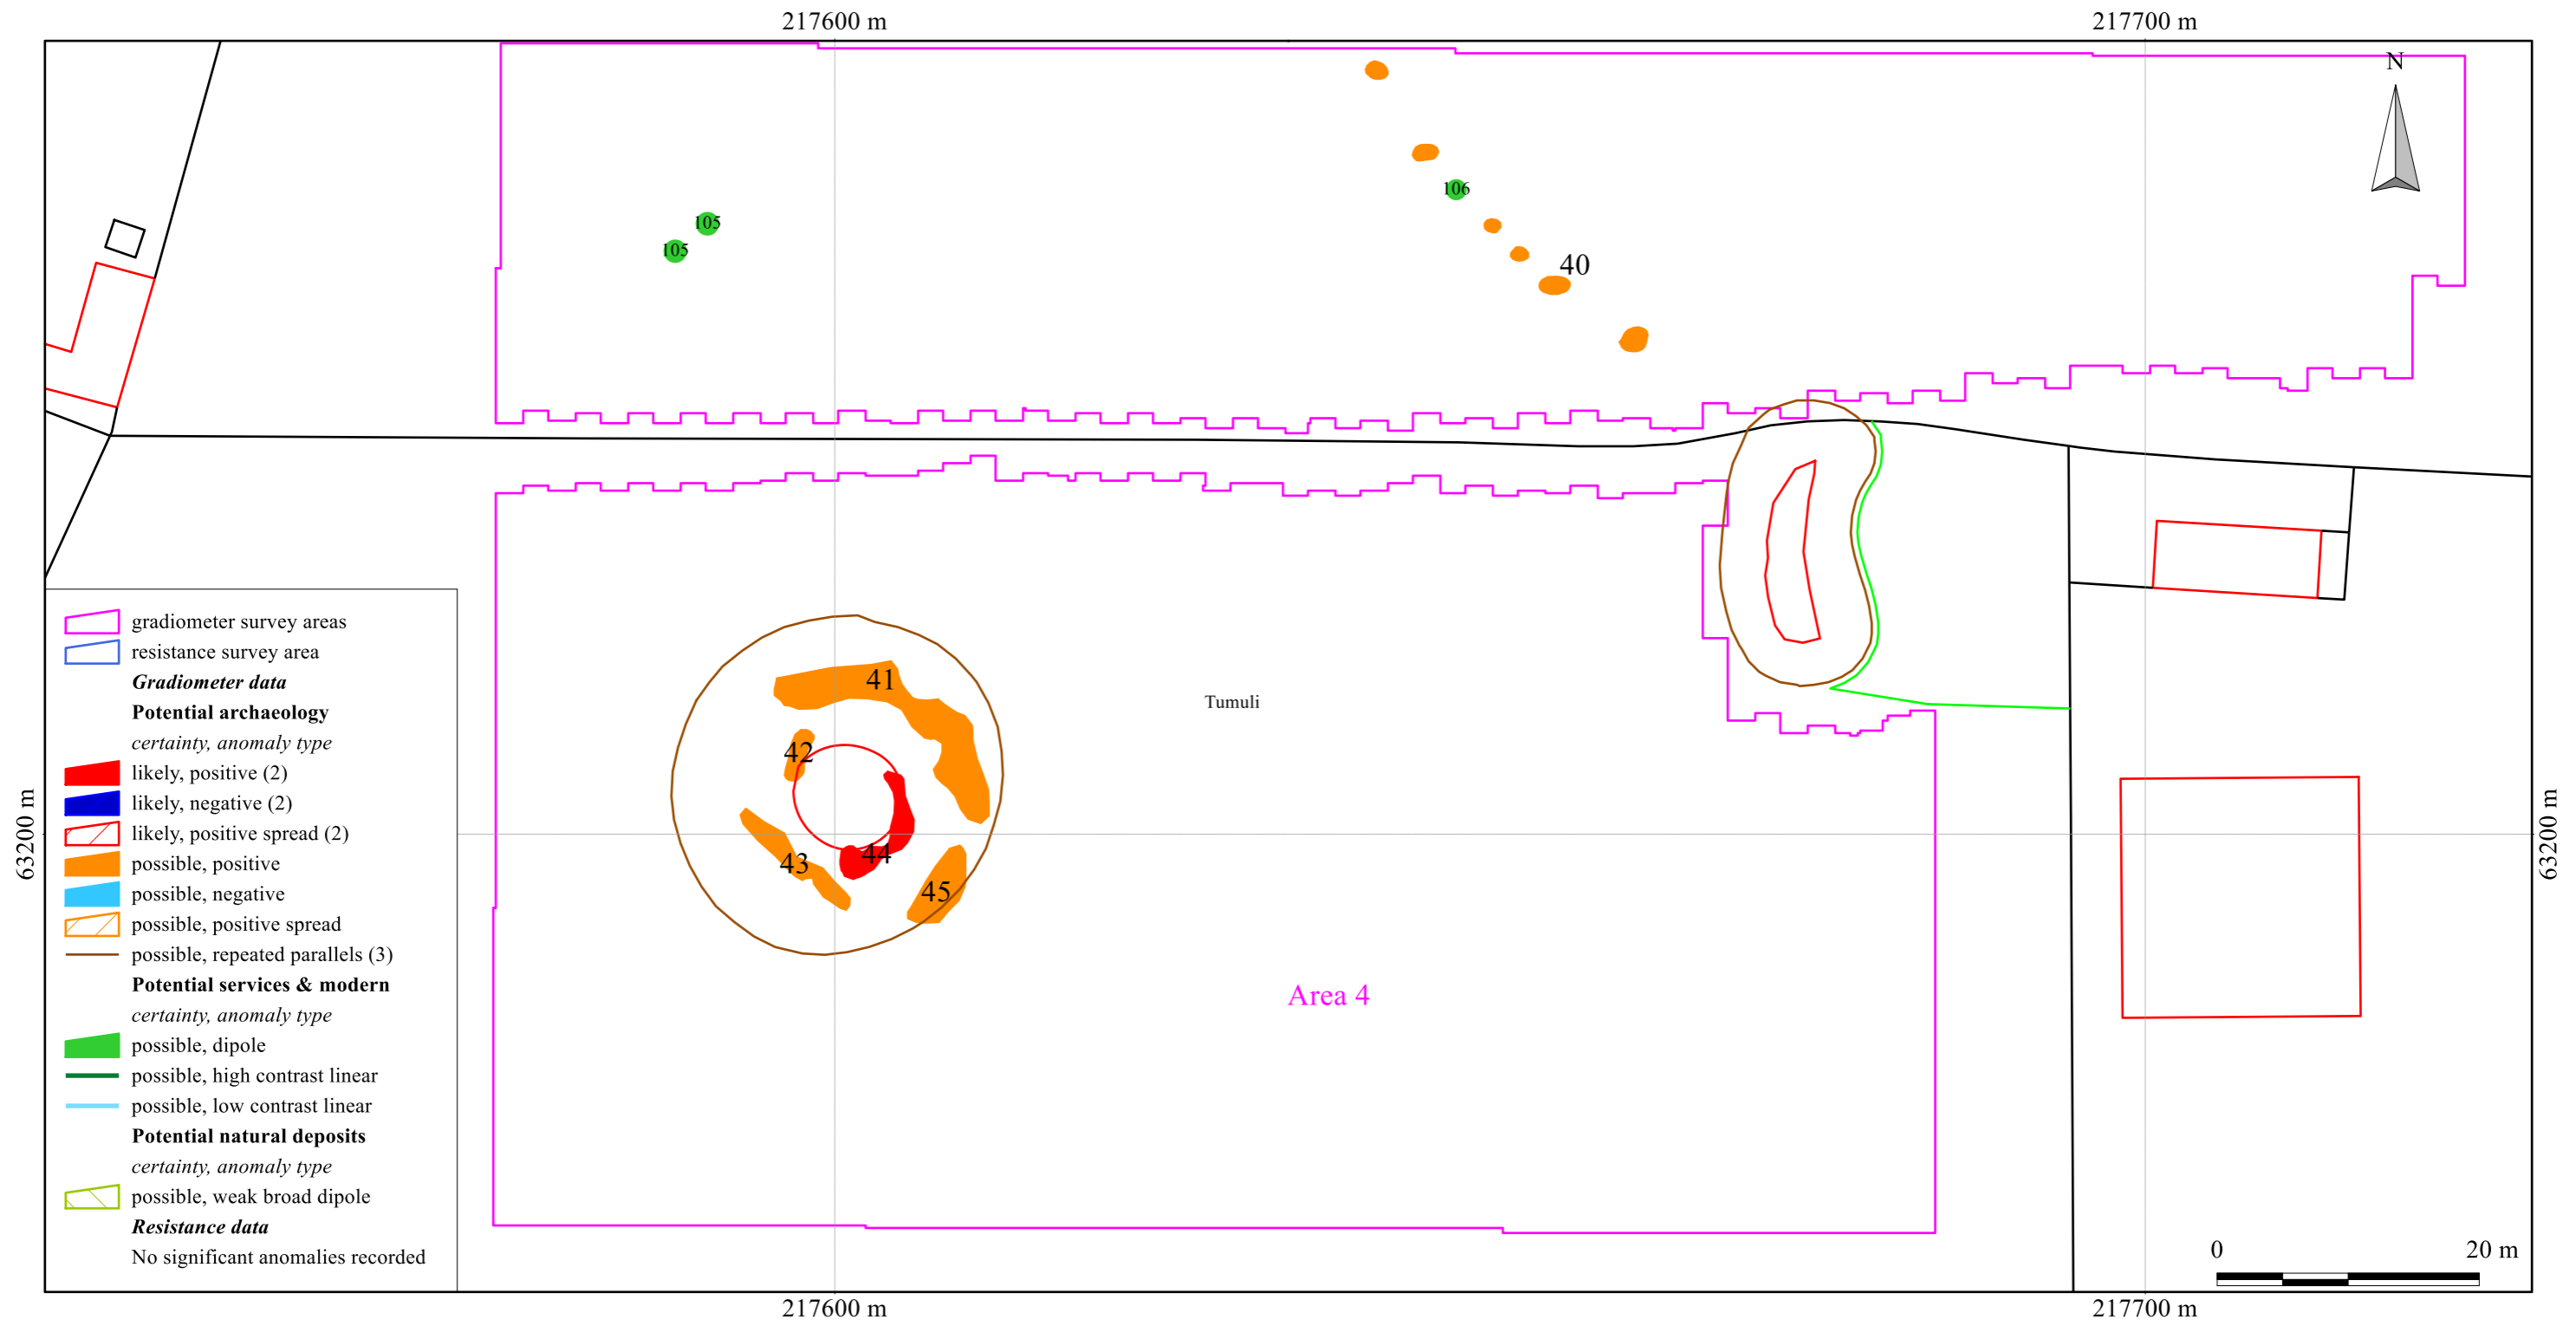 217600 m
217700 m
N
106
105
105
40
gradiometer survey areas
resistance survey area
Gradiometer data
Potential archaeology
certainty, anomaly type
likely, positive (2)
likely, negative (2)
likely, positive spread (2)
possible, positive
possible, negative
possible, positive spread
possible, repeated parallels (3)
Potential services & modern
certainty, anomaly type
possible, dipole
possible, high contrast linear
possible, low contrast linear
Potential natural deposits
certainty, anomaly type
possible, weak broad dipole
Resistance data
No significant anomalies recorded
41
Tumuli
42
44
43
45
63200 m
63200 m
Area 4
0 20 m
217600 m
217700 m